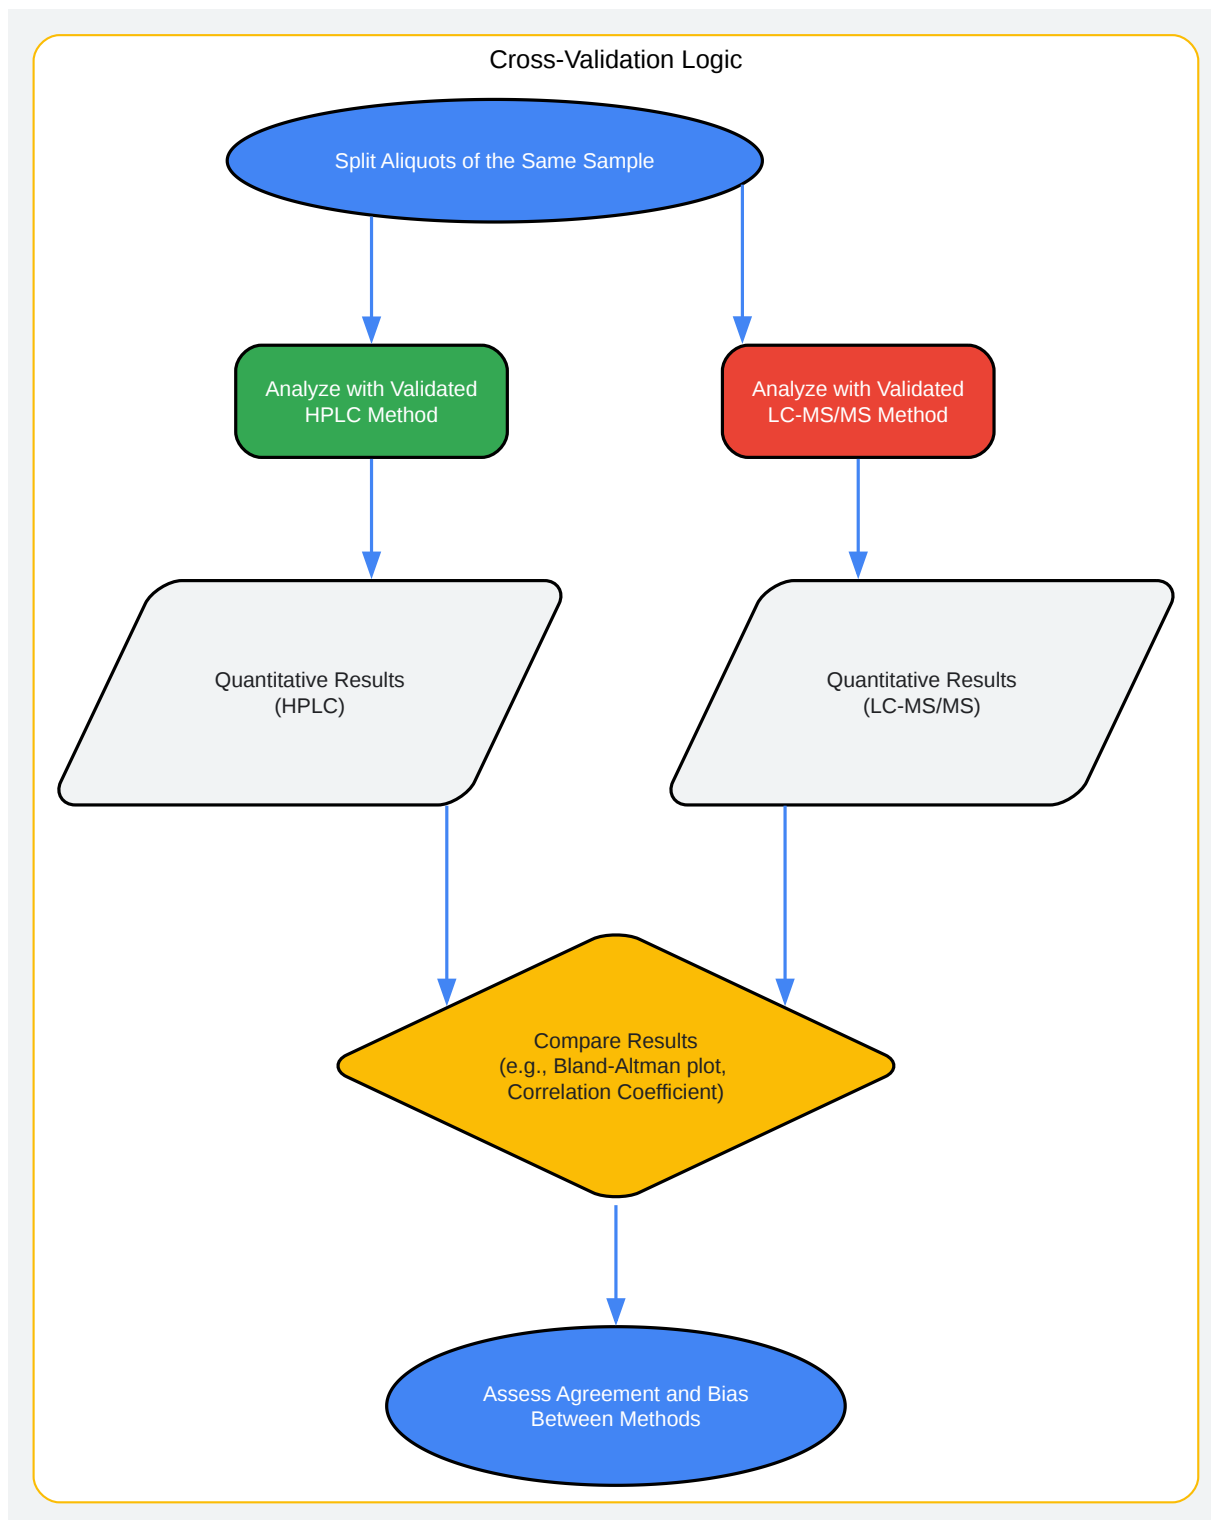 Cross-Validation Logic
Split Aliquots of the Same Sample
Analyze with Validated
HPLC Method
Analyze with Validated
LC-MS/MS Method
Quantitative Results
(HPLC)
Quantitative Results
(LC-MS/MS)
Compare Results
(e.g., Bland-Altman plot,
Correlation Coefficient)
Assess Agreement and Bias
Between Methods